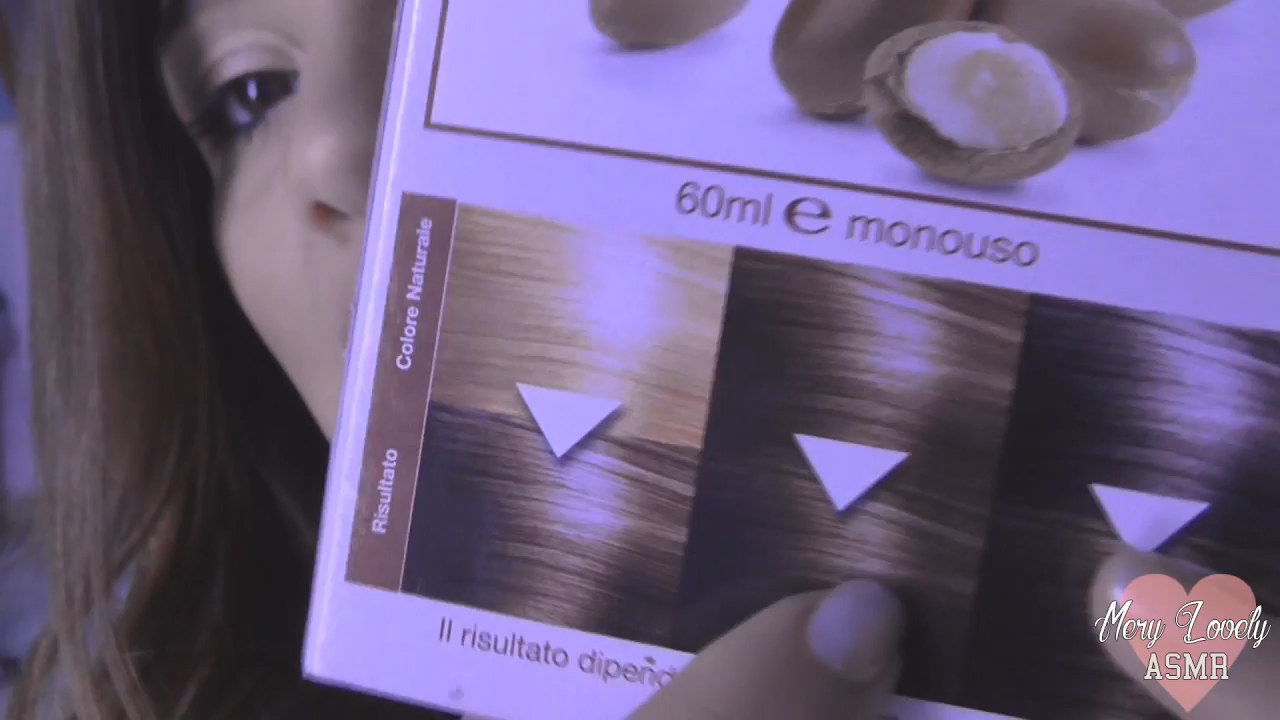 60ml e monouso
Colore Naturale
Risultato
Il risultato dipend
Mery Lovely
ASMR